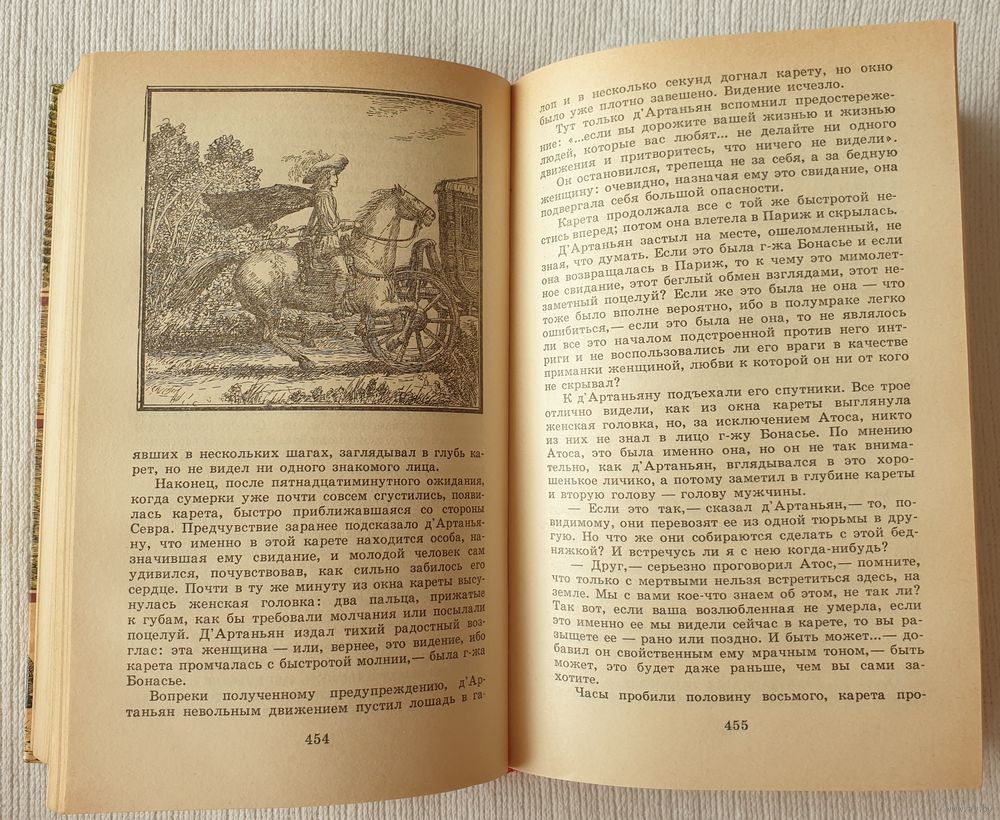 явших в нескольких шагах, заглядывал в глубь ка-
рет, но не видел ни одного знакомого лица.
Наконец, после пятнадцатиминутного ожидания,
когда сумерки уже почти совсем сгустились, появи-
лась карета, быстро приближавшаяся со стороны
Севра. Предчувствие заранее подсказало д’Артанья-
ну, что именно в этой карете находится особа, на-
значившая ему свидание, и молодой человек сам
удивился, почувствовав, как сильно забилось его
сердце. Почти в ту же минуту из окна кареты высу-
нулась женская головка: два пальца, прижатые
к губам, как бы требовали молчания или посылали
поцелуй. Д’Артаньян издал тихий радостный воз-
глас: эта женщина — или, вернее, это видение, ибо
карета промчалась с быстротой молнии,— была г-жа
Бонасье.
Вопреки полученному предупреждению, д’Ар-
таньян невольным движением пустил лошадь в га-
454
лоп и в несколько секунд догнал карету, но окно
было уже плотно завешено. Видение исчезло.
Тут только д’Артаньян вспомнил предостереже-
ние: «...если вы дорожите вашей жизнью и жизнью
людей, которые вас любят... не делайте ни одного
движения и притворитесь, что ничего не видели».
Он остановился, трепеща не за себя, а за бедную
женщину: очевидно, назначая ему это свидание, она
подвергала себя большой опасности.
Карета продолжала все с той же быстротой не-
стись вперед; потом она влетела в Париж и скрылась.
Д’Артаньян застыл на месте, ошеломленный, не
зная, что думать. Если это была г-жа Бонасье и если
она возвращалась в Париж, то к чему это мимолет-
ное свидание, этот беглый обмен взглядами, этот не-
заметный поцелуй? Если же это была не она — что
тоже было вполне вероятно, ибо в полумраке легко
ошибиться,— если это была не она, то не являлось
ли все это началом подстроенной против него инт-
риги и не воспользовались ли его враги в качестве
приманки женщиной, любви к которой он ни от кого
не скрывал?
К д’Артаньяну подъехали его спутники. Все трое
отлично видели, как из окна кареты выглянула
женская головка, но, за исключением Атоса, никто
из них не знал в лицо г-жу Бонасье. По мнению
Атоса, это была именно она, но он не так внима-
тельно, как д’Артаньян, вглядывался в это хоро-
шенькое личико, а потому заметил в глубине кареты
и вторую голову — голову мужчины.
— Если это так,— сказал д’Артаньян,— то, по-
видимому, они перевозят ее из одной тюрьмы в дру-
гую. Но что же они собираются сделать с этой бед-
няжкой? И встречусь ли я с нею когда-нибудь?
— Друг,— серьезно проговорил Атос,— помните,
что только с мертвыми нельзя встретиться здесь, на
земле. Мы с вами кое-что знаем об этом, не так ли?
Так вот, если ваша возлюбленная не умерла, если
это именно ее мы видели сейчас в карете, то вы ра-
зыщете ее — рано или поздно. И быть может...— до-
бавил он свойственным ему мрачным тоном,— быть
может, это будет даже раньше, чем вы сами за-
хотите.
Часы пробили половину восьмого, карета про-
455